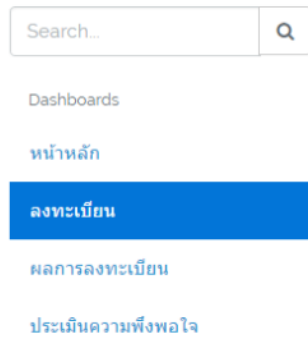 Search...
Dashboards
หน้าหลัก
ลงทะเบียน
ผลการลงทะเบียน
ประเมินความพึงพอใจ